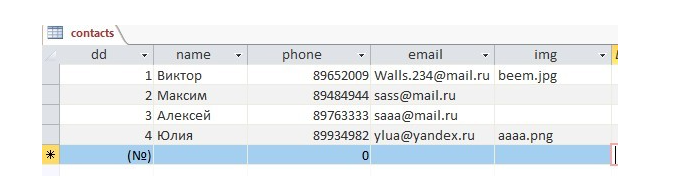 contacts
dd name phone email img
1 Виктор 89652009 Walls.234@mail.ru beem.jpg
2 Максим 89484944 sass@mail.ru
3 Алексей 89763333 saaa@mail.ru
4 Юлия 89934982 ylua@yandex.ru aaaa.png
(№) 0